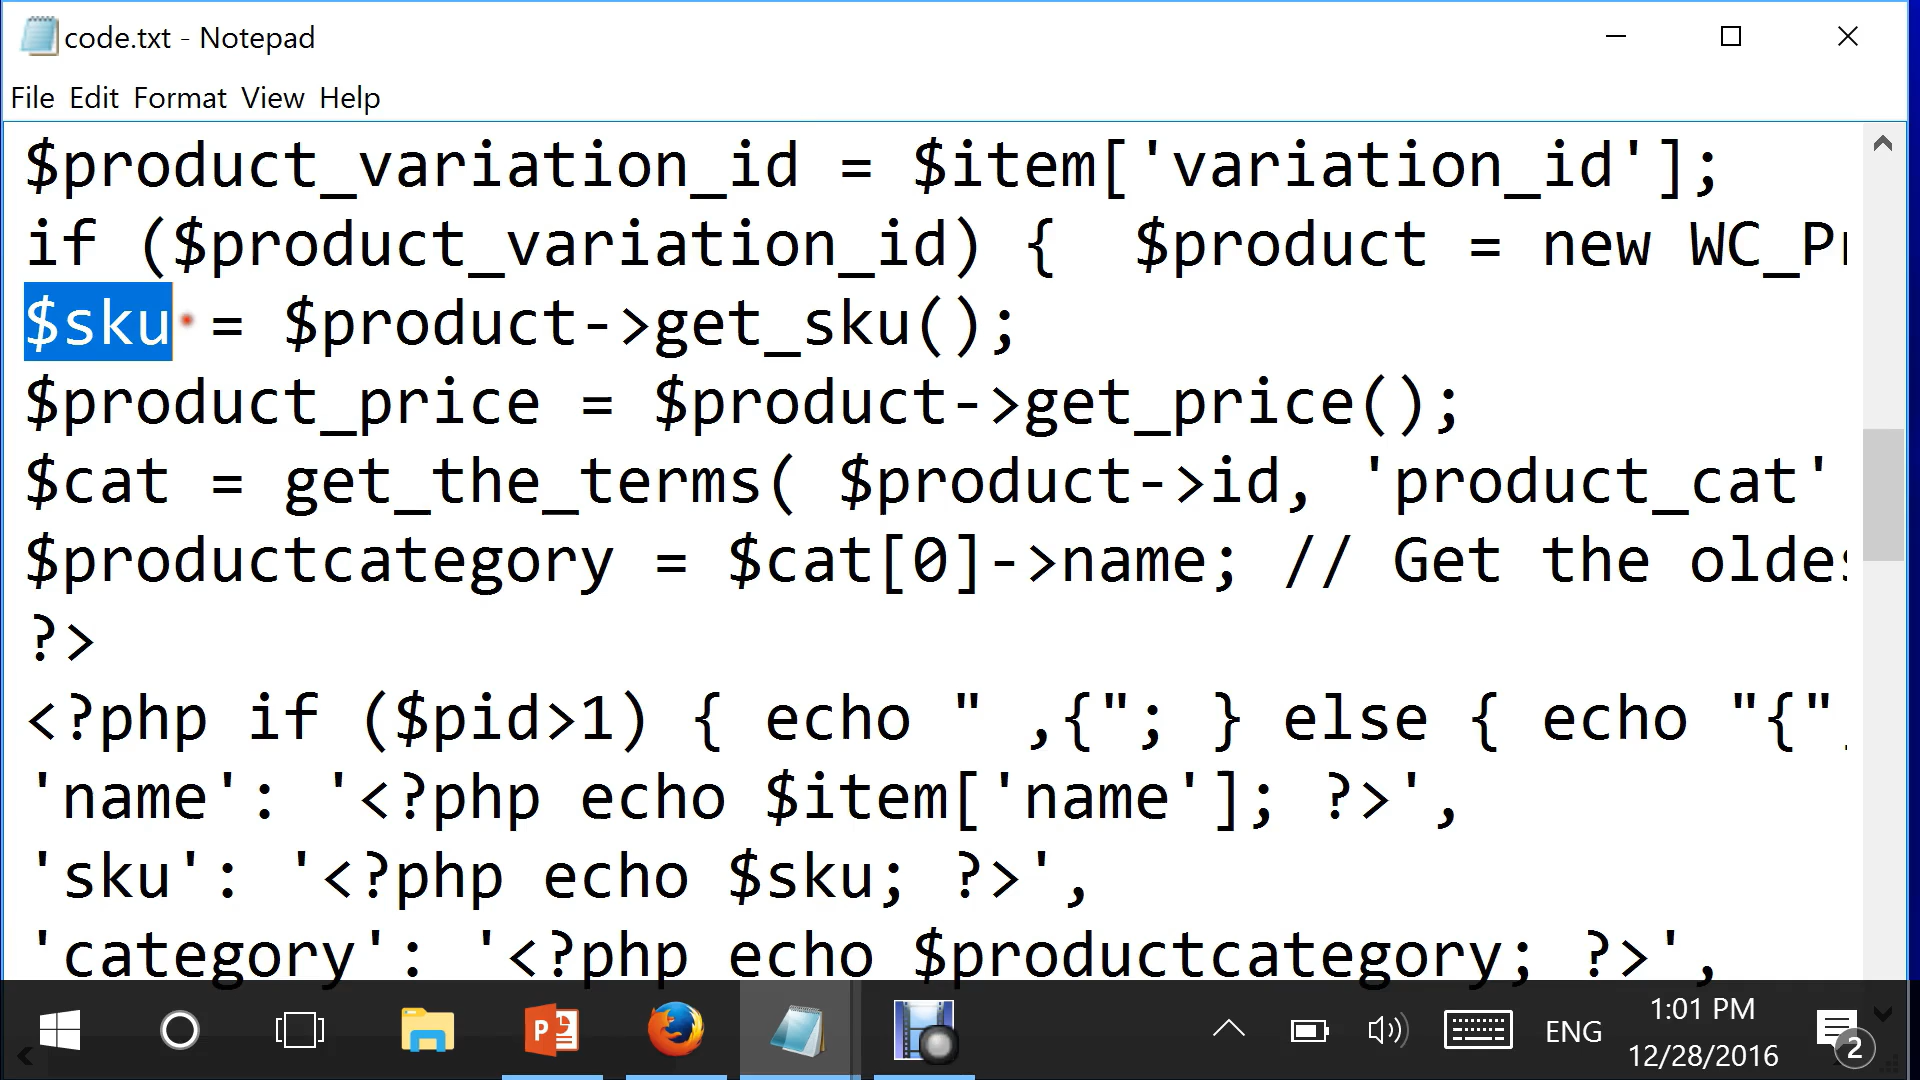 code.txt - Notepad
File Edit Format View Help
$product_variation_id = $item['variation_id'];
if ($product_variation_id) {  $product = new
$sku = $product->get_sku();
$product_price = $product->get_price();
$cat = get_the_terms( $product->id, 'product_cat'
$productcategory = $cat[0]->name; // Get the
?>
<?php if ($pid>1) { echo " ,{"; } else { echo "{"
'name': '<?php echo $item['name']; ?>',
'sku': '<?php echo $sku; ?>',
'category': '<?php echo $productcategory; ?>',
ENG
1:01 PM
12/28/2016
2